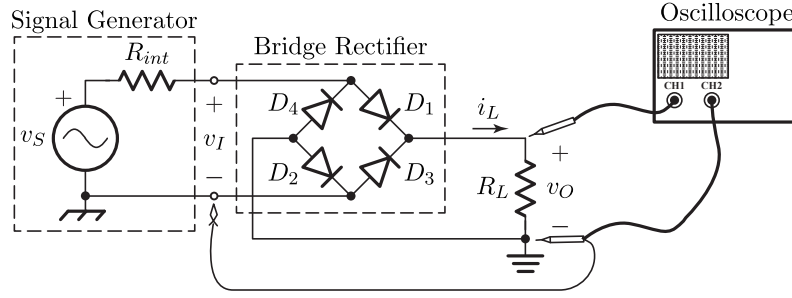 Signal Generator
Oscilloscope
Bridge Rectifier
R_int
CH1 CH2
+
+
D_4
D_1
i_L
v_S
v_I
+
−
D_2
D_3
R_L
v_O
−